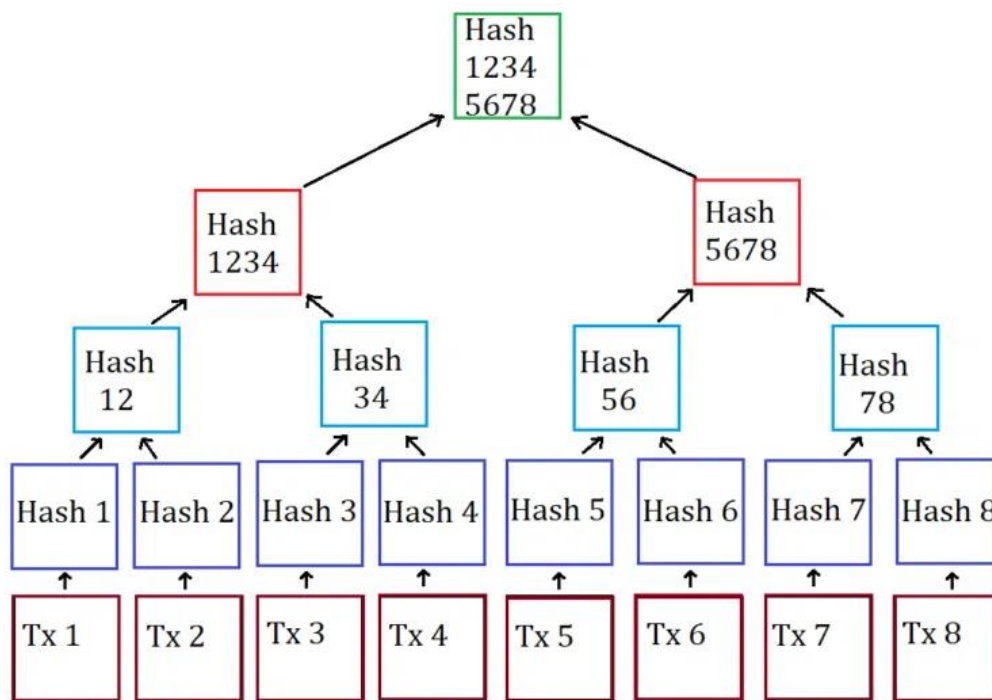 Hash
1234
5678
Hash
1234
Hash
5678
Hash
12
Hash
34
Hash
56
Hash
78
Hash 1
Hash 2
Hash 3
Hash 4
Hash 5
Hash 6
Hash 7
Hash 8
Tx 1
Tx 2
Tx 3
Tx 4
Tx 5
Tx 6
Tx 7
Tx 8